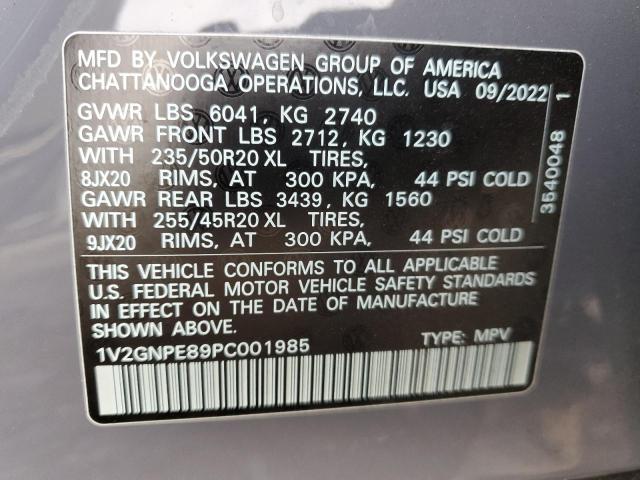 MFD BY VOLKSWAGEN GROUP OF AMERICA
CHATTANOOGA OPERATIONS, LLC. USA 09/2022
GVWR LBS 6041, KG 2740
GAWR FRONT LBS 2712, KG 1230
WITH 235/50R20 XL TIRES,
8JX20 RIMS, AT 300 KPA, 44 PSI COLD
GAWR REAR LBS 3439, KG 1560
WITH 255/45R20 XL TIRES,
9JX20 RIMS, AT 300 KPA, 44 PSI COLD
THIS VEHICLE CONFORMS TO ALL APPLICABLE
U.S. FEDERAL MOTOR VEHICLE SAFETY STANDARDS
IN EFFECT ON THE DATE OF MANUFACTURE
SHOWN ABOVE
1V2GNPE89PC001985 TYPE: MPV
3540048 1